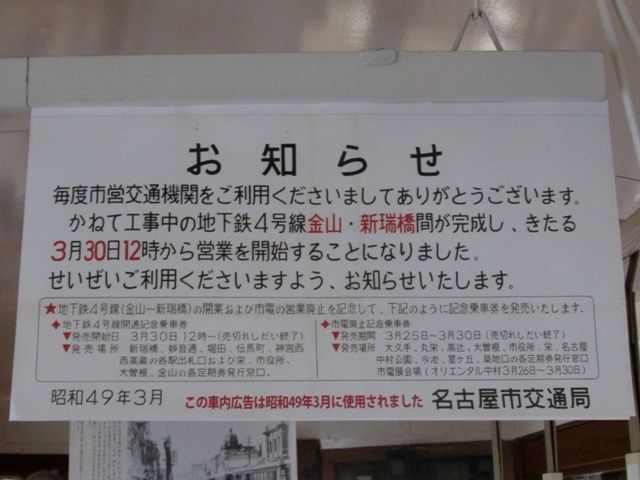 お知らせ
毎度市営交通機関をご利用くださいましてありがとうございます。
かねて工事中の地下鉄4号線金山・新瑞橋間が完成し、きたる
3月30日12時から営業を開始することになりました。
せいぜいご利用くださいますよう、お知らせいたします。
★地下鉄4号線(金山〜新瑞橋)の開業および市電の営業廃止を記念して、下記のように記念乗車券を発売いたします。
◆地下鉄4号線開通記念乗車券
▼発売開始日 3月30日12時〜(売切れしだい終了)
▼発売場所 新瑞橋、妙音通、堀田、伝馬町、神宮西
西高蔵の各駅出札口および栄、市役所、
大曽根、金山の各定期券発行窓口。
◆市電廃止記念乗車券
▼発売期間 3月25日〜3月30日(売切れしだい終了)
▼発売場所 大久手、丸栄、高辻、大曽根、市役所、栄、名古屋
中村公園、今池、星ケ丘、築地口の各定期券発行窓口
市電展会場(オリエンタル中村3月26日〜3月30日)
昭和49年3月 この車内広告は昭和49年3月に使用されました 名古屋市交通局